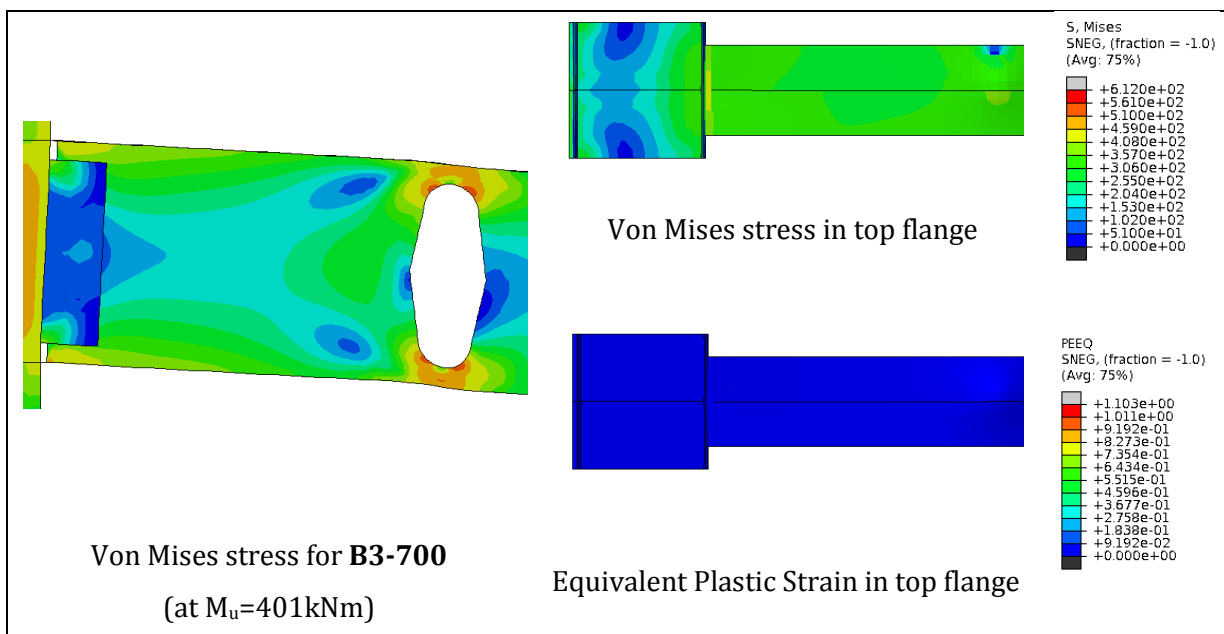 S, Mises
SNEG, (fraction = -1.0)
(Avg: 75%)
+6.120e+02
+5.610e+02
+5.100e+02
+4.590e+02
+4.080e+02
+3.570e+02
+3.060e+02
+2.550e+02
+2.040e+02
+1.530e+02
+1.020e+02
+5.100e+01
+0.000e+00
Von Mises stress in top flange
PEEQ
SNEG, (fraction = -1.0)
(Avg: 75%)
+1.103e+00
+1.011e+00
+9.192e-01
+8.273e-01
+7.354e-01
+6.434e-01
+5.515e-01
+4.596e-01
+3.677e-01
+2.758e-01
+1.838e-01
+9.192e-02
+0.000e+00
Von Mises stress for B3-700
(at Mu=401kNm)
Equivalent Plastic Strain in top flange